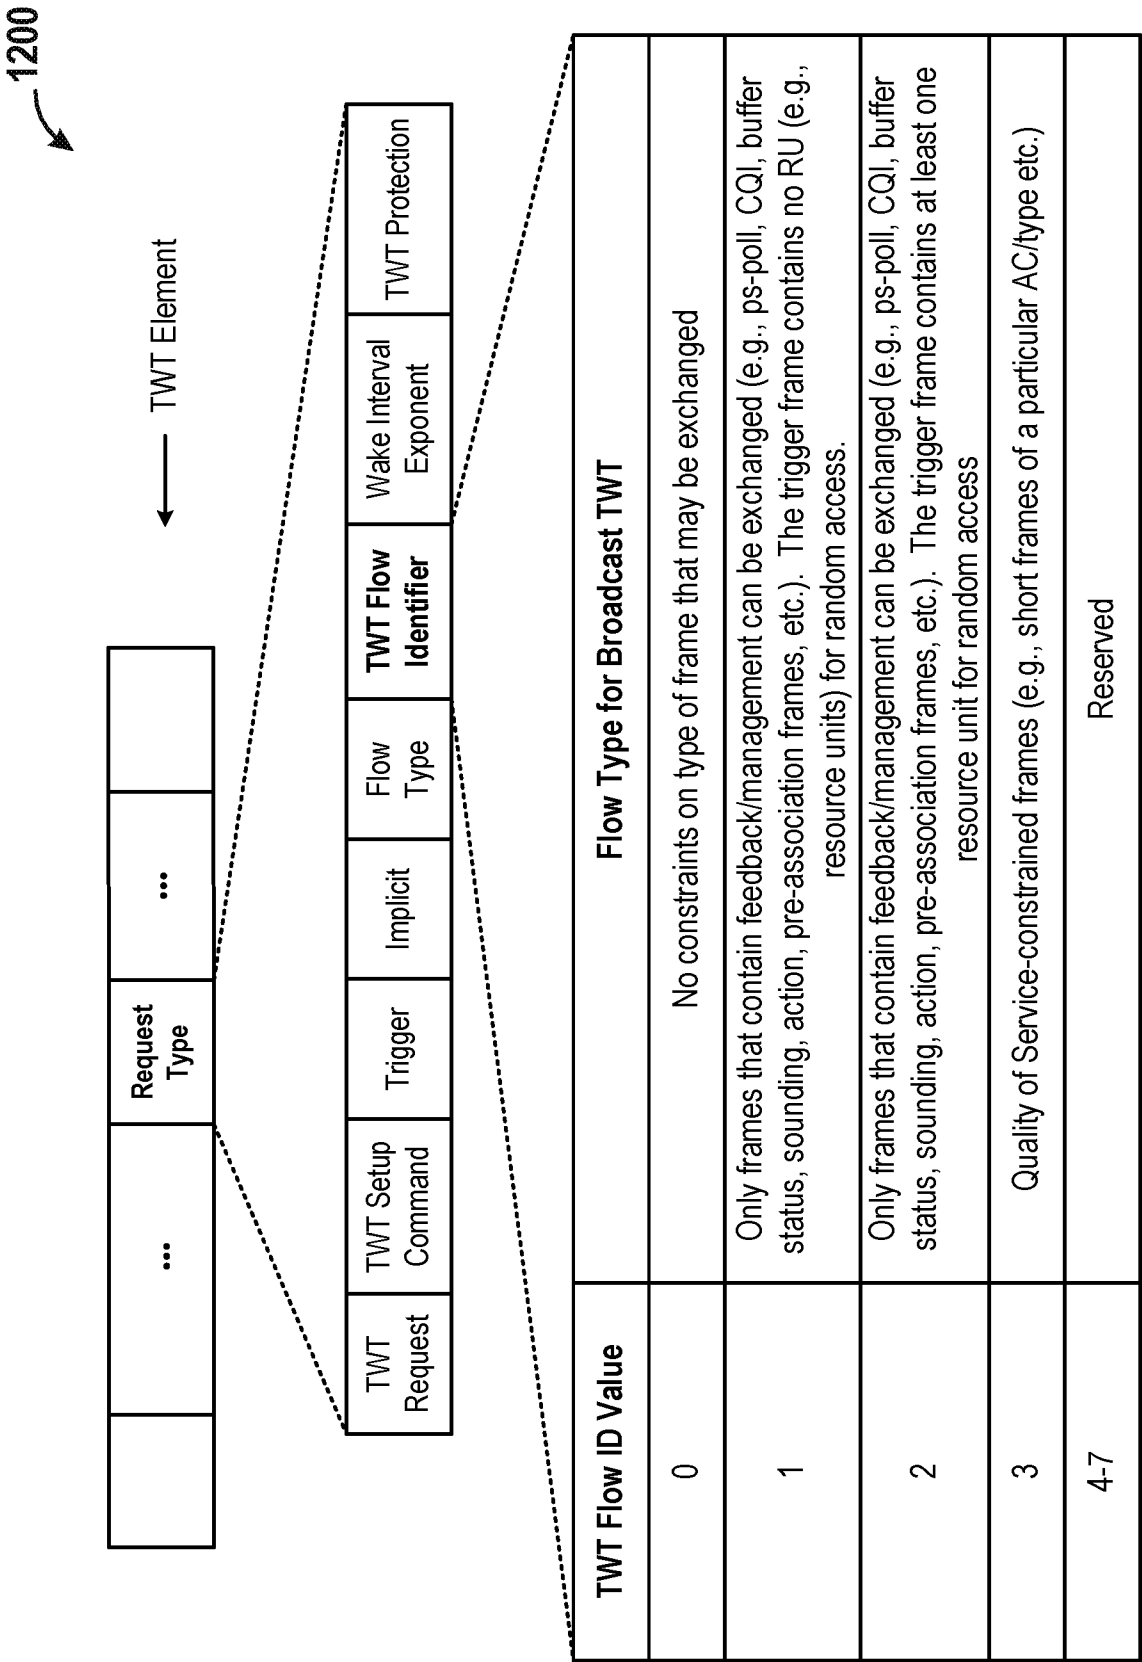 1200
TWT Element
...
Request
Type
...
TWT
Request
TWT Setup
Command
Trigger
Implicit
Flow
Type
TWT Flow
Identifier
Wake Interval
Exponent
TWT Protection
TWT Flow ID Value
Flow Type for Broadcast TWT
0
No constraints on type of frame that may be exchanged
1
Only frames that contain feedback/management can be exchanged (e.g., ps-poll, CQI, buffer
status, sounding, action, pre-association frames, etc.). The trigger frame contains no RU (e.g.,
resource units) for random access.
2
Only frames that contain feedback/management can be exchanged (e.g., ps-poll, CQI, buffer
status, sounding, action, pre-association frames, etc.). The trigger frame contains at least one
resource unit for random access
3
Quality of Service-constrained frames (e.g., short frames of a particular AC/type etc.)
4-7
Reserved